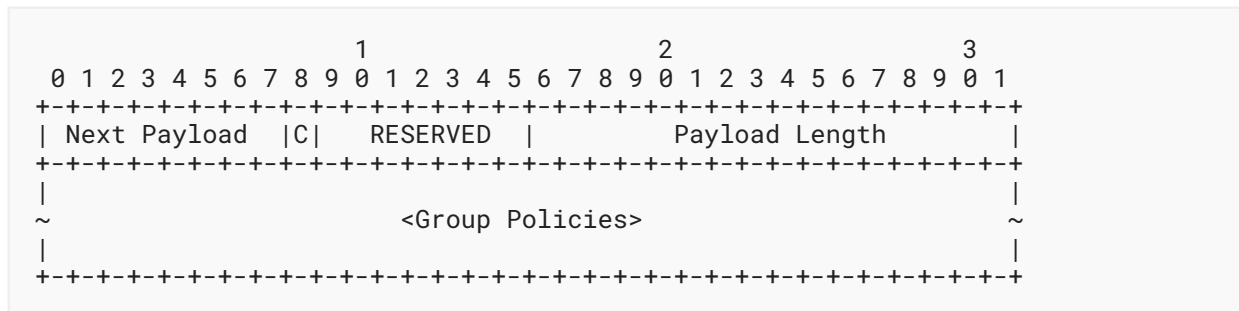 1                   2                   3
 0 1 2 3 4 5 6 7 8 9 0 1 2 3 4 5 6 7 8 9 0 1 2 3 4 5 6 7 8 9 0 1
+-+-+-+-+-+-+-+-+-+-+-+-+-+-+-+-+-+-+-+-+-+-+-+-+-+-+-+-+-+-+-+-+
| Next Payload  |C|   RESERVED  |         Payload Length        |
+-+-+-+-+-+-+-+-+-+-+-+-+-+-+-+-+-+-+-+-+-+-+-+-+-+-+-+-+-+-+-+-+
|                                                               |
~                       <Group Policies>                        ~
|                                                               |
+-+-+-+-+-+-+-+-+-+-+-+-+-+-+-+-+-+-+-+-+-+-+-+-+-+-+-+-+-+-+-+-+